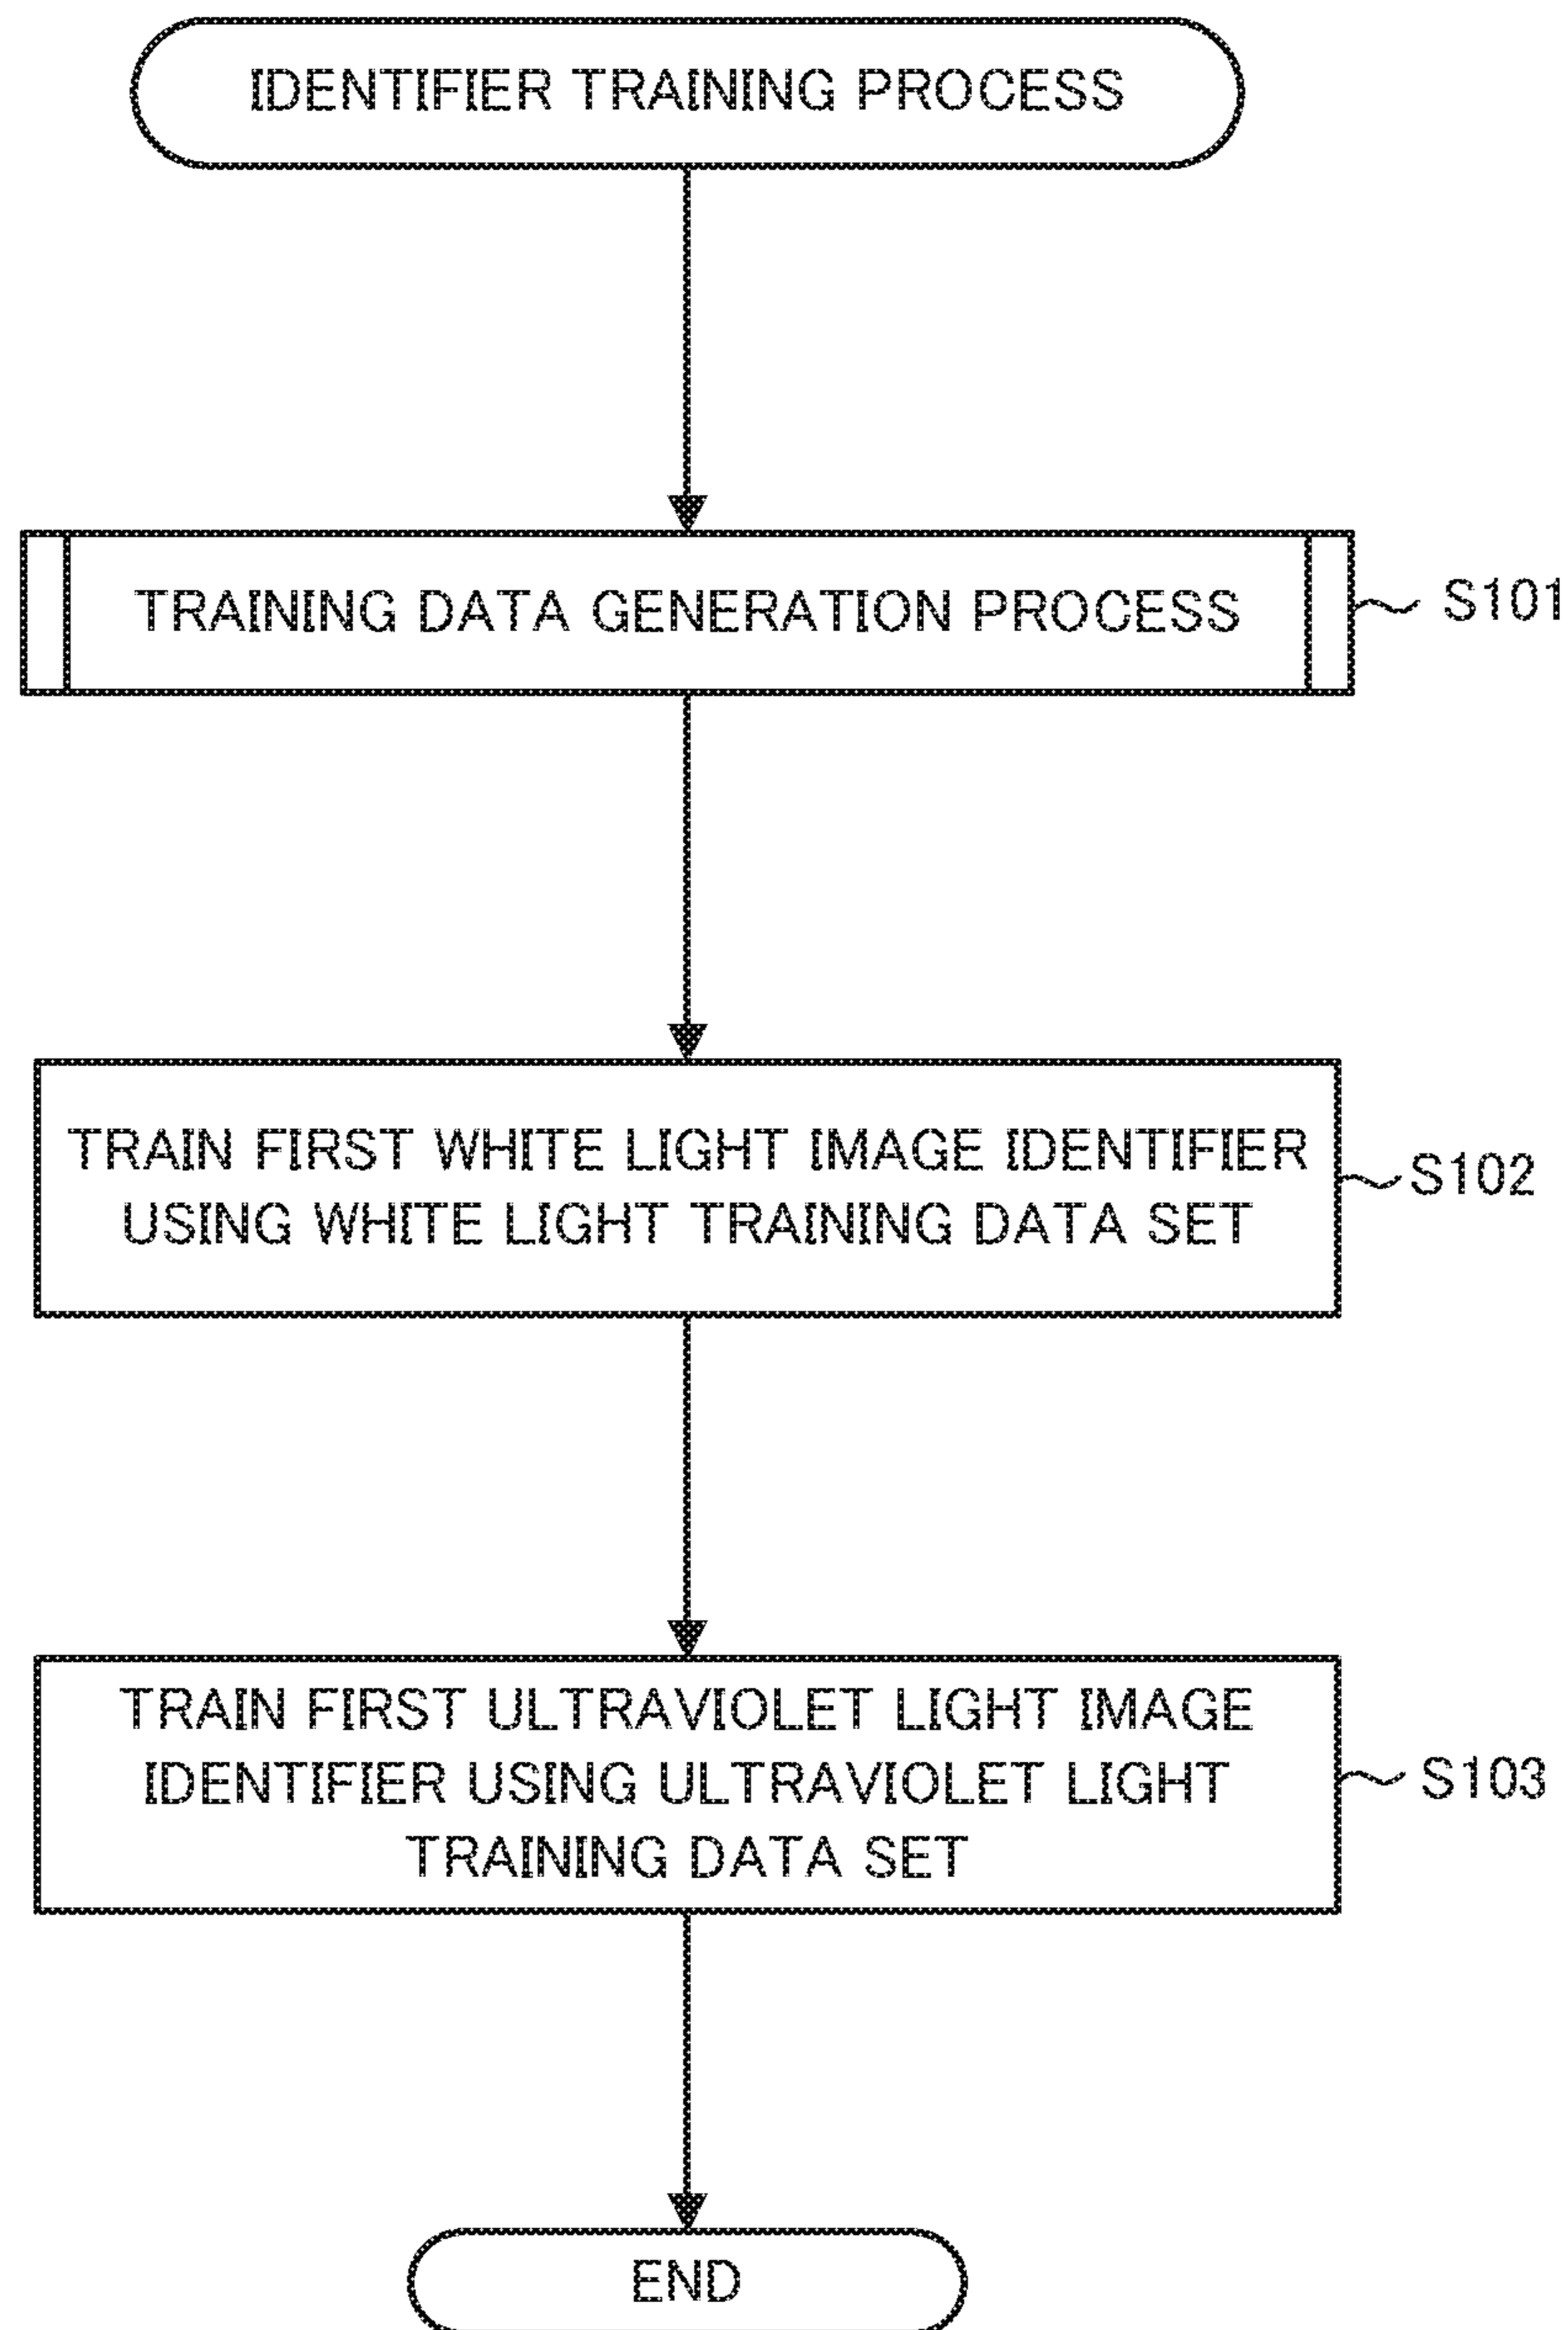 IDENTIFIER TRAINING PROCESS
TRAINING DATA GENERATION PROCESS
S101
TRAIN FIRST WHITE LIGHT IMAGE IDENTIFIER
USING WHITE LIGHT TRAINING DATA SET
S102
TRAIN FIRST ULTRAVIOLET LIGHT IMAGE
IDENTIFIER USING ULTRAVIOLET LIGHT
TRAINING DATA SET
S103
END